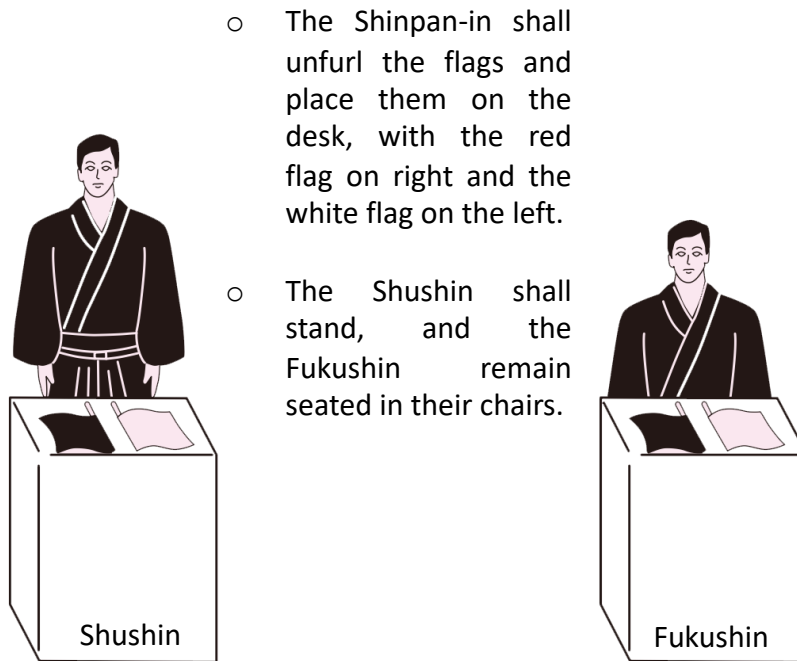 o The Shinpan-in shall
unfurl the flags and
place them on the
desk, with the red
flag on right and the
white flag on the left.
o The Shushin shall
stand, and the
Fukushin remain
seated in their chairs.
Shushin
Fukushin